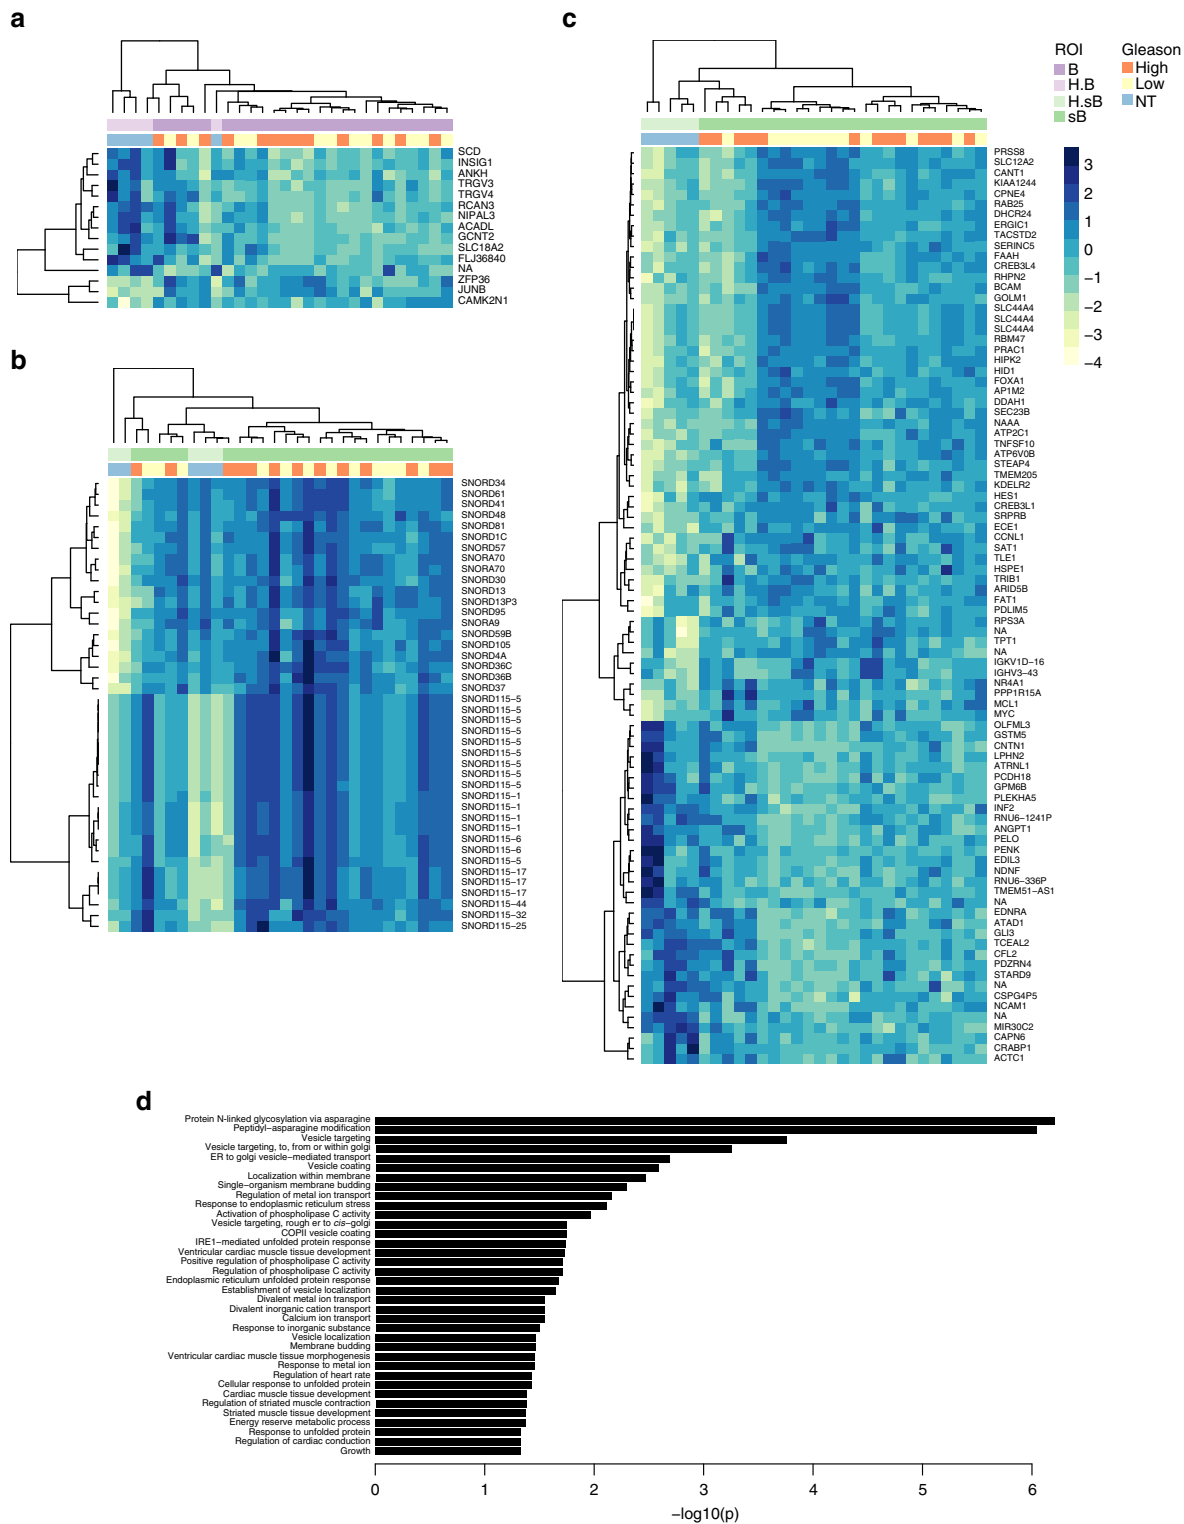 a
SCD
INSIG1
ANKH
TRGV3
TRGV4
RCAN3
NIPAL3
ACADL
GCNT2
SLC18A2
FLJ36840
NA
ZFP36
JUNB
CAMK2N1
b
SNORD34
SNORD61
SNORD41
SNORD48
SNORD81
SNORD1C
SNORD57
SNORA70
SNORA70
SNORD30
SNORD13
SNORD13P3
SNORD95
SNORA9
SNORD59B
SNORD105
SNORD4A
SNORD36C
SNORD36B
SNORD37
SNORD115-5
SNORD115-5
SNORD115-5
SNORD115-5
SNORD115-5
SNORD115-5
SNORD115-5
SNORD115-5
SNORD115-5
SNORD115-1
SNORD115-1
SNORD115-1
SNORD115-1
SNORD115-6
SNORD115-6
SNORD115-5
SNORD115-17
SNORD115-17
SNORD115-17
SNORD115-44
SNORD115-32
SNORD115-25
c
PRSS8
SLC12A2
CANT1
KIAA1244
CPNE4
RAB25
DHCR24
ERGIC1
TACSTD2
SERINC5
FAAH
CREB3L4
RHPN2
BCAM
GOLM1
SLC44A4
SLC44A4
SLC44A4
RBM47
PRAC1
HIPK2
HID1
FOXA1
AP1M2
DDAH1
SEC23B
NAAA
ATP2C1
TNFSF10
ATP6V0B
STEAP4
TMEM205
KDELR2
HES1
CREB3L1
SRPRB
ECE1
CCNL1
SAT1
TLE1
HSPE1
TRIB1
ARID5B
FAT1
PDLIM5
RPS3A
NA
TPT1
NA
IGKV1D-16
IGHV3-43
NR4A1
PPP1R15A
MCL1
MYC
OLFML3
GSTM5
CNTN1
LPHN2
ATRNL1
PCDH18
GPM6B
PLEKHA5
INF2
RNU6-1241P
ANGPT1
PELO
PENK
EDIL3
NDNF
RNU6-336P
TMEM51-AS1
NA
EDNRA
ATAD1
GLI3
TCEAL2
CFL2
PDZRN4
STARD9
NA
CSPG4P5
NCAM1
NA
MIR30C2
CAPN6
CRABP1
ACTC1
ROI
B
H.B
H.sB
sB
Gleason
High
Low
NT
3
2
1
0
−1
−2
−3
−4
d
Protein N-linked glycosylation via asparagine
Peptidyl-asparagine modification
Vesicle targeting
Vesicle targeting, to, from or within golgi
ER to golgi vesicle-mediated transport
Vesicle coating
Localization within membrane
Single-organism membrane budding
Regulation of metal ion transport
Response to endoplasmic reticulum stress
Activation of phospholipase C activity
Vesicle targeting, rough er to cis-golgi
COPII vesicle coating
IRE1-mediated unfolded protein response
Ventricular cardiac muscle tissue development
Positive regulation of phospholipase C activity
Regulation of phospholipase C activity
Endoplasmic reticulum unfolded protein response
Establishment of vesicle localization
Divalent metal ion transport
Divalent inorganic cation transport
Calcium ion transport
Response to inorganic substance
Vesicle localization
Membrane budding
Ventricular cardiac muscle tissue morphogenesis
Response to metal ion
Regulation of heart rate
Cellular response to unfolded protein
Cardiac muscle tissue development
Regulation of striated muscle contraction
Striated muscle tissue development
Energy reserve metabolic process
Response to unfolded protein
Regulation of cardiac conduction
Growth
0 1 2 3 4 5 6
−log10(p)